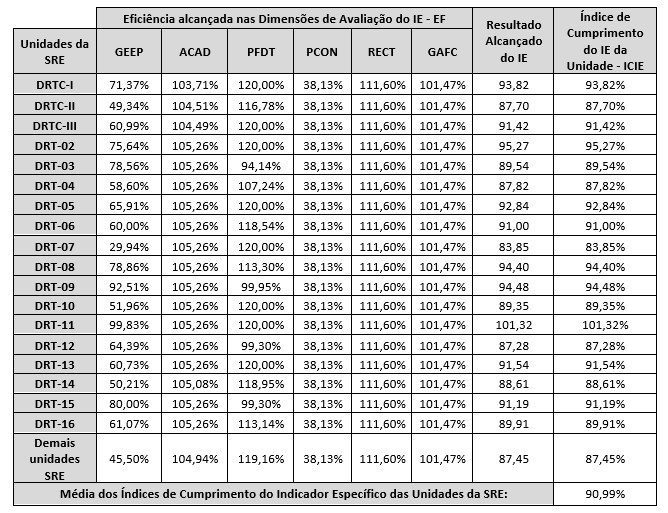 Unidades da SRE
Eficiência alcançada nas Dimensões de Avaliação do IE - EF
Resultado Alcançado do IE
Índice de Cumprimento do IE da Unidade - ICIE
GEEP ACAD PFDT PCON RECT GAFC
DRTC-I 71,37% 103,71% 120,00% 38,13% 111,60% 101,47% 93,82 93,82%
DRTC-II 49,34% 104,51% 116,78% 38,13% 111,60% 101,47% 87,70 87,70%
DRTC-III 60,99% 104,49% 120,00% 38,13% 111,60% 101,47% 91,42 91,42%
DRT-02 75,64% 105,26% 120,00% 38,13% 111,60% 101,47% 95,27 95,27%
DRT-03 78,56% 105,26% 94,14% 38,13% 111,60% 101,47% 89,54 89,54%
DRT-04 58,60% 105,26% 107,24% 38,13% 111,60% 101,47% 87,82 87,82%
DRT-05 65,91% 105,26% 120,00% 38,13% 111,60% 101,47% 92,84 92,84%
DRT-06 60,00% 105,26% 118,54% 38,13% 111,60% 101,47% 91,00 91,00%
DRT-07 29,94% 105,26% 120,00% 38,13% 111,60% 101,47% 83,85 83,85%
DRT-08 78,86% 105,26% 113,30% 38,13% 111,60% 101,47% 94,40 94,40%
DRT-09 92,51% 105,26% 99,95% 38,13% 111,60% 101,47% 94,48 94,48%
DRT-10 51,96% 105,26% 120,00% 38,13% 111,60% 101,47% 89,35 89,35%
DRT-11 99,83% 105,26% 120,00% 38,13% 111,60% 101,47% 101,32 101,32%
DRT-12 64,39% 105,26% 99,30% 38,13% 111,60% 101,47% 87,28 87,28%
DRT-13 60,73% 105,26% 120,00% 38,13% 111,60% 101,47% 91,54 91,54%
DRT-14 50,21% 105,08% 118,95% 38,13% 111,60% 101,47% 88,61 88,61%
DRT-15 80,00% 105,26% 99,30% 38,13% 111,60% 101,47% 91,19 91,19%
DRT-16 61,07% 105,26% 113,14% 38,13% 111,60% 101,47% 89,91 89,91%
Demais unidades SRE 45,50% 104,94% 119,16% 38,13% 111,60% 101,47% 87,45 87,45%
Média dos Índices de Cumprimento do Indicador Específico das Unidades da SRE: 90,99%